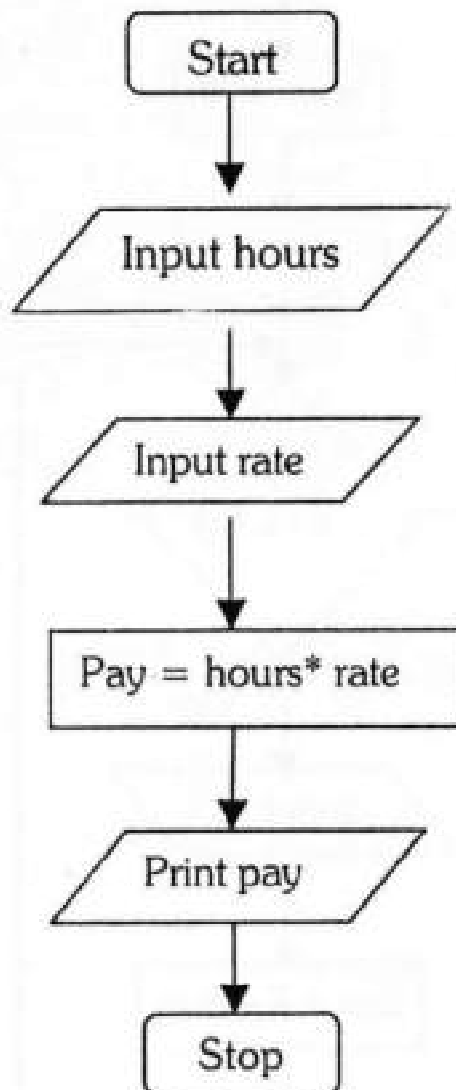 Start
Input hours
Input rate
Pay = hours* rate
Print pay
Stop